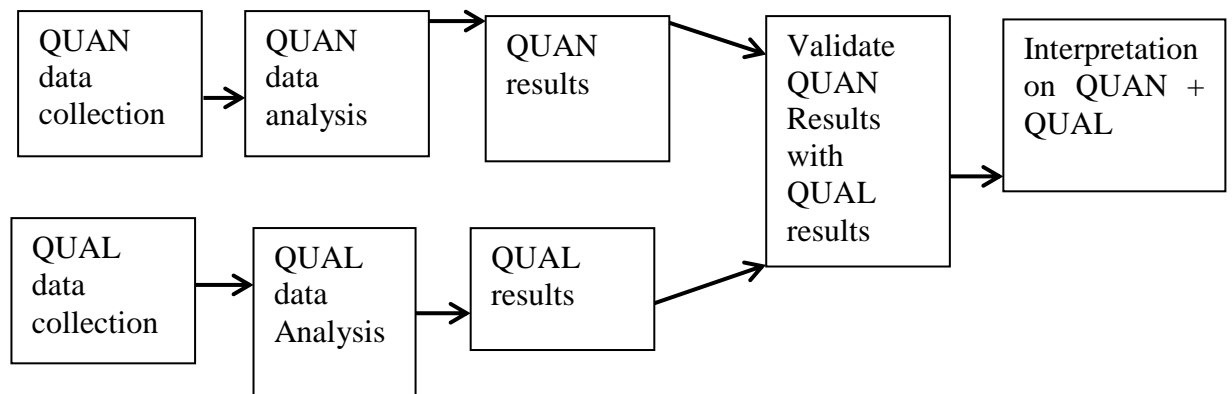 QUAN
data
collection
QUAN
data
analysis
QUAN
results
Validate
QUAN
Results
with
QUAL
results
Interpretation
on QUAN +
QUAL
QUAL
data
collection
QUAL
data
Analysis
QUAL
results